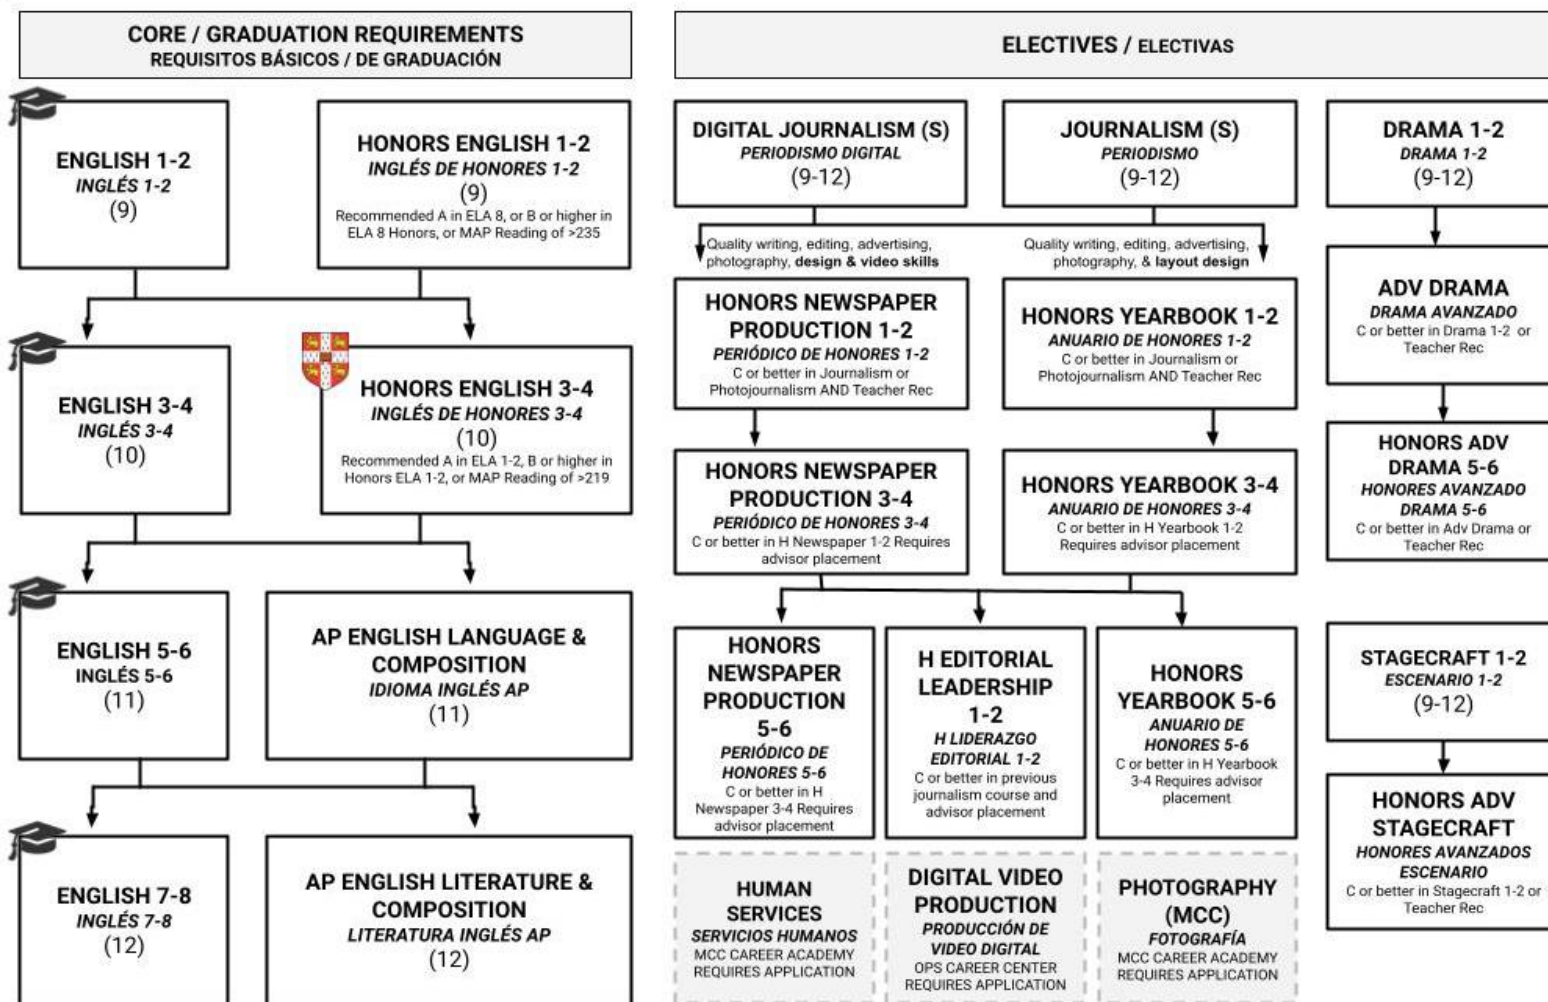 CORE / GRADUATION REQUIREMENTS
REQUISITOS BÁSICOS / DE GRADUACIÓN
ENGLISH 1-2
INGLÉS 1-2
(9)
HONORS ENGLISH 1-2
INGLÉS DE HONORES 1-2
(9)
Recommended A in ELA 8, or B or higher in
ELA 8 Honors, or MAP Reading of >235
ENGLISH 3-4
INGLÉS 3-4
(10)
HONORS ENGLISH 3-4
INGLÉS DE HONORES 3-4
(10)
Recommended A in ELA 1-2, B or higher in
Honors ELA 1-2, or MAP Reading of >219
ENGLISH 5-6
INGLÉS 5-6
(11)
AP ENGLISH LANGUAGE &
COMPOSITION
IDIOMA INGLÉS AP
(11)
ENGLISH 7-8
INGLÉS 7-8
(12)
AP ENGLISH LITERATURE &
COMPOSITION
LITERATURA INGLÉS AP
(12)
ELECTIVES / ELECTIVAS
DIGITAL JOURNALISM (S)
PERIODISMO DIGITAL
(9-12)
JOURNALISM (S)
PERIODISMO
(9-12)
DRAMA 1-2
DRAMA 1-2
(9-12)
Quality writing, editing, advertising,
photography, design & video skills
Quality writing, editing, advertising,
photography, & layout design
HONORS NEWSPAPER
PRODUCTION 1-2
PERIÓDICO DE HONORES 1-2
C or better in Journalism or
Photojournalism AND Teacher Rec
HONORS YEARBOOK 1-2
ANUARIO DE HONORES 1-2
C or better in Journalism or
Photojournalism AND Teacher Rec
ADV DRAMA
DRAMA AVANZADO
C or better in Drama 1-2 or
Teacher Rec
HONORS NEWSPAPER
PRODUCTION 3-4
PERIÓDICO DE HONORES 3-4
C or better in H Newspaper 1-2 Requires
advisor placement
HONORS YEARBOOK 3-4
ANUARIO DE HONORES 3-4
C or better in H Yearbook 1-2
Requires advisor placement
HONORS ADV
DRAMA 5-6
HONORES AVANZADO
DRAMA 5-6
C or better in Adv Drama or
Teacher Rec
HONORS
NEWSPAPER
PRODUCTION
5-6
PERIÓDICO DE
HONORES 5-6
C or better in H
Newspaper 3-4 Requires
advisor placement
H EDITORIAL
LEADERSHIP
1-2
H LIDERAZGO
EDITORIAL 1-2
C or better in previous
journalism course and
advisor placement
HONORS
YEARBOOK 5-6
ANUARIO DE
HONORES 5-6
C or better in H Yearbook
3-4 Requires advisor
placement
STAGECRAFT 1-2
ESCENARIO 1-2
(9-12)
HONORS ADV
STAGECRAFT
HONORES AVANZADOS
ESCENARIO
C or better in Stagecraft 1-2 or
Teacher Rec
HUMAN
SERVICES
SERVICIOS HUMANOS
MCC CAREER ACADEMY
REQUIRES APPLICATION
DIGITAL VIDEO
PRODUCTION
PRODUCCIÓN DE
VIDEO DIGITAL
OPS CAREER CENTER
REQUIRES APPLICATION
PHOTOGRAPHY
(MCC)
FOTOGRAFÍA
MCC CAREER ACADEMY
REQUIRES APPLICATION